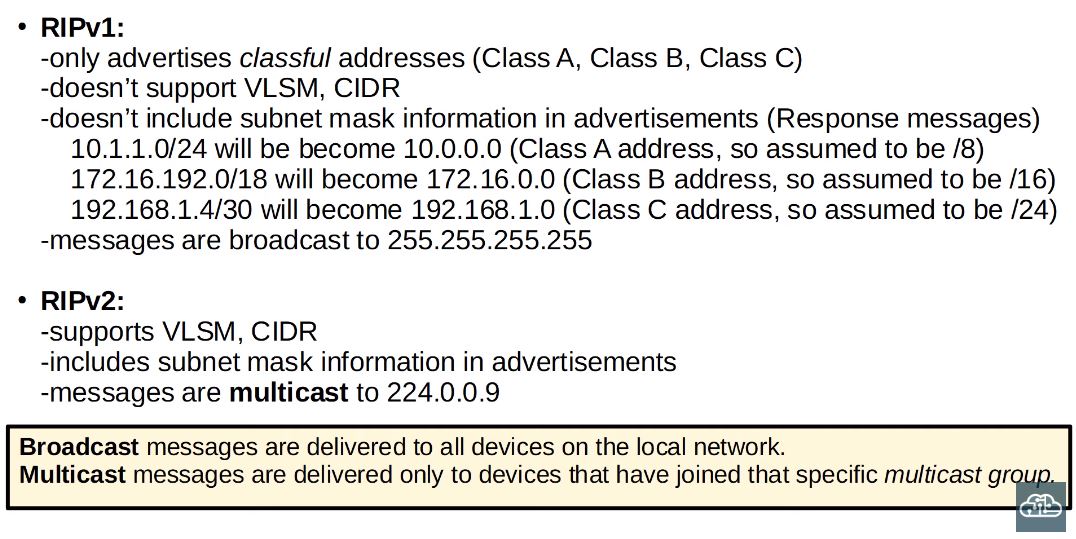 • RIPv1:
-only advertises classful addresses (Class A, Class B, Class C)
-doesn’t support VLSM, CIDR
-doesn’t include subnet mask information in advertisements (Response messages)
10.1.1.0/24 will be become 10.0.0.0 (Class A address, so assumed to be /8)
172.16.192.0/18 will become 172.16.0.0 (Class B address, so assumed to be /16)
192.168.1.4/30 will become 192.168.1.0 (Class C address, so assumed to be /24)
-messages are broadcast to 255.255.255.255
• RIPv2:
-supports VLSM, CIDR
-includes subnet mask information in advertisements
-messages are multicast to 224.0.0.9
Broadcast messages are delivered to all devices on the local network.
Multicast messages are delivered only to devices that have joined that specific multicast group.